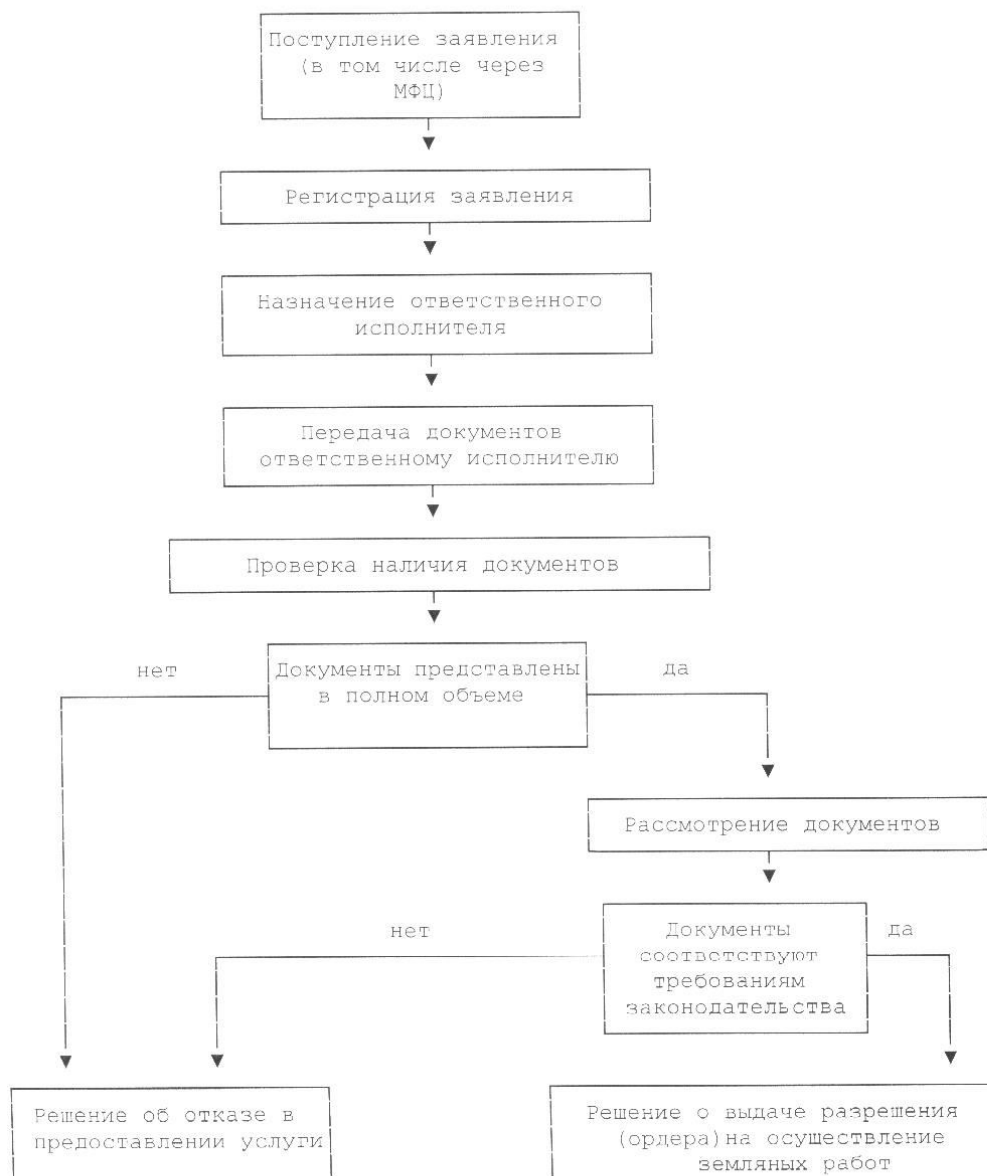 Поступление заявления
(в том числе через
МФЦ)
Регистрация заявления
Назначение ответственного
исполнителя
Передача документов
ответственному исполнителю
Проверка наличия документов
нет
Документы представлены
в полном объеме
да
Рассмотрение документов
нет
Документы
соответствуют
требованиям
законодательства
да
Решение об отказе в
предоставлении услуги
Решение о выдаче разрешения
(ордера)на осуществление
земляных работ